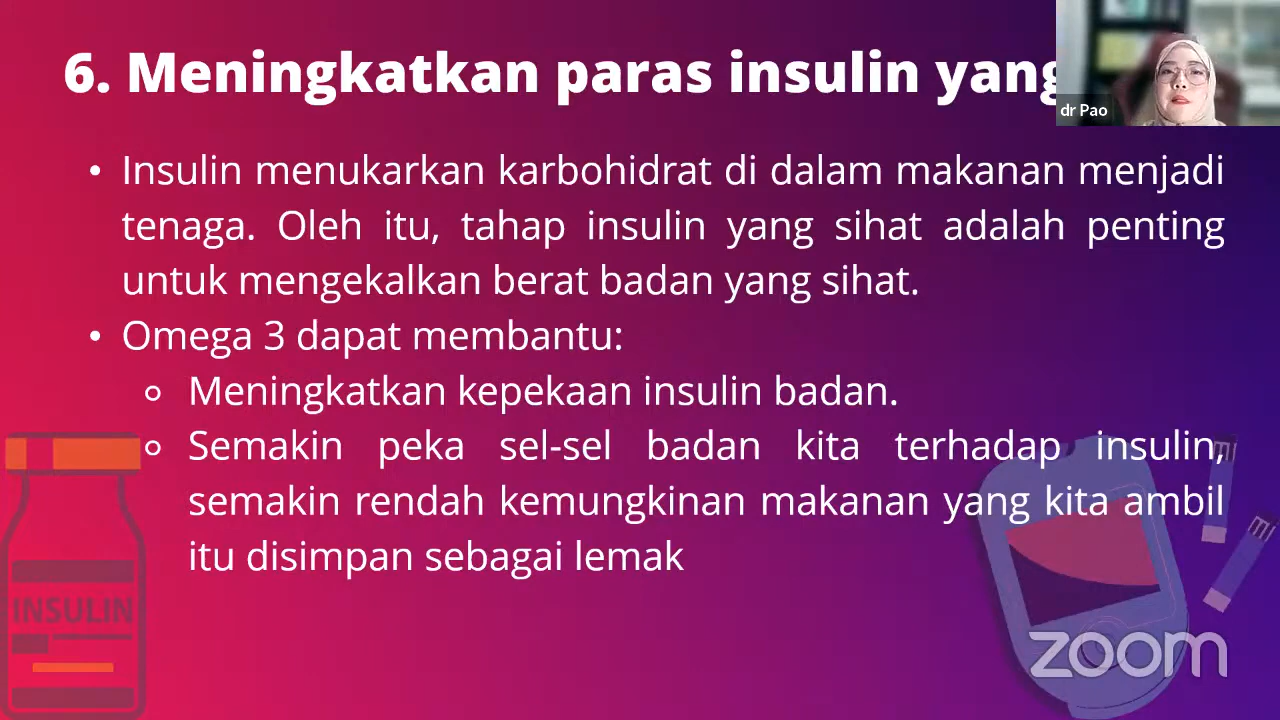 6. Meningkatkan paras insulin yang
dr Pao
• Insulin menukarkan karbohidrat di dalam makanan menjadi
tenaga. Oleh itu, tahap insulin yang sihat adalah penting
untuk mengekalkan berat badan yang sihat.
• Omega 3 dapat membantu:
◦ Meningkatkan kepekaan insulin badan.
◦ Semakin peka sel-sel badan kita terhadap insulin,
semakin rendah kemungkinan makanan yang kita ambil
itu disimpan sebagai lemak
INSULIN
zoom